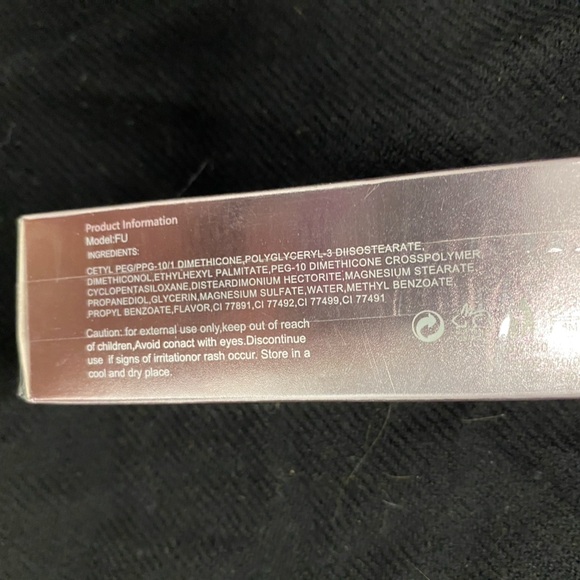 Product Information
Model:FU
INGREDIENTS:
CETYL PEG/PPG-10/1 DIMETHICONE,POLYGLYCERYL-3 DIISOSTEARATE,
DIMETHICONOL,ETHYLHEXYL PALMITATE,PEG-10 DIMETHICONE CROSSPOLYMER,
CYCLOPENTASILOXANE,DISTEARDIMONIUM HECTORITE,MAGNESIUM STEARATE,
PROPANEDIOL,GLYCERIN,MAGNESIUM SULFATE,WATER,METHYL BENZOATE,
PROPYL BENZOATE,FLAVOR,CI 77891,CI 77492,CI 77499,CI 77491
Caution: for external use only,keep out of reach
of children,Avoid conact with eyes.Discontinue
use if signs of irritationor rash occur. Store in a
cool and dry place.